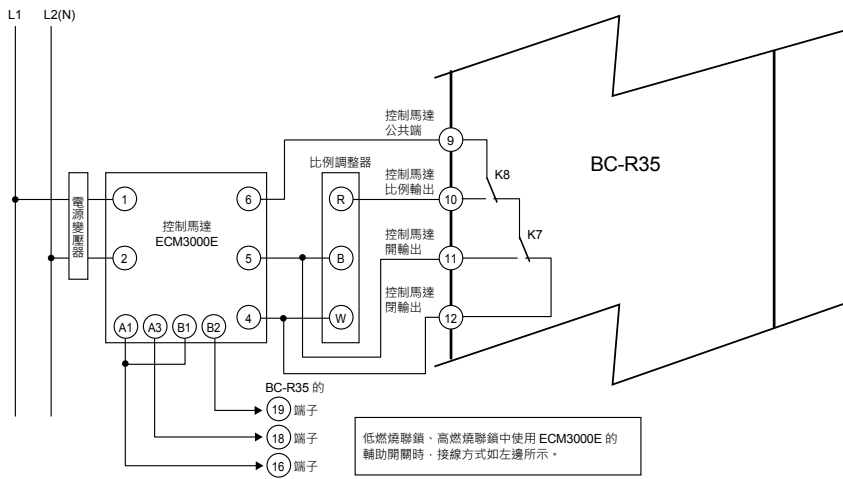 L1
L2(N)
電源變壓器
1
2
控制馬達
ECM3000E
6
5
4
A1
A3
B1
B2
比例調整器
R
B
W
控制馬達
公共端
控制馬達
比例輸出
控制馬達
開輸出
控制馬達
閉輸出
9
10
11
12
K8
K7
BC-R35
BC-R35 的
19 端子
18 端子
16 端子
低燃燒聯鎖、高燃燒聯鎖中使用 ECM3000E 的
輔助開關時，接線方式如左邊所示。